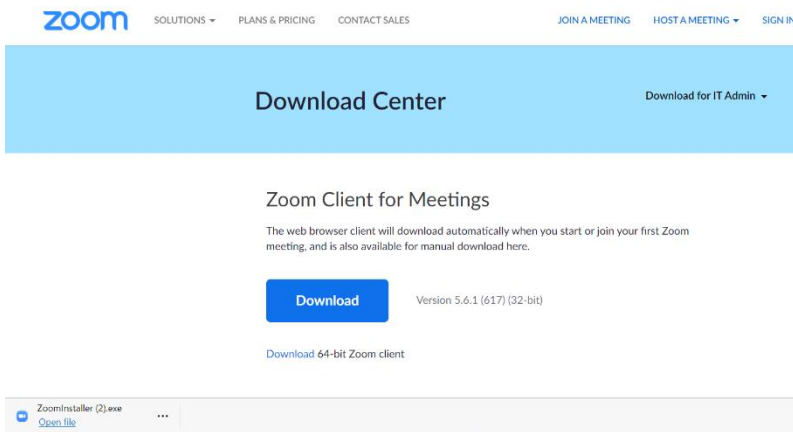 zoom SOLUTIONS PLANS & PRICING CONTACT SALES JOIN A MEETING HOST A MEETING SIGN IN
Download Center
Download for IT Admin
Zoom Client for Meetings
The web browser client will download automatically when you start or join your first Zoom
meeting, and is also available for manual download here.
Download
Version 5.6.1 (617) (32-bit)
Download 64-bit Zoom client
ZoomInstaller (2).exe
Open file